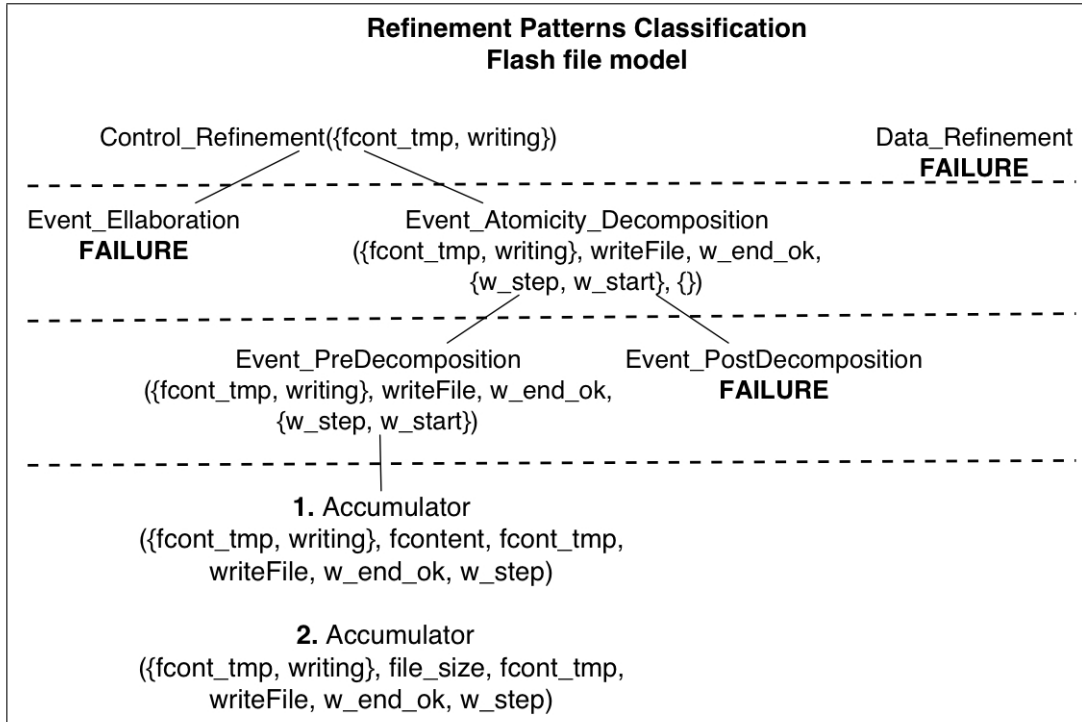 Refinement Patterns Classification
Flash file model
Control_Refinement({fcont_tmp, writing})
Data_Refinement
FAILURE
Event_Ellaboration
FAILURE
Event_Atomicity_Decomposition
({fcont_tmp, writing}, writeFile, w_end_ok,
{w_step, w_start}, {})
Event_PreDecomposition
({fcont_tmp, writing}, writeFile, w_end_ok,
{w_step, w_start})
Event_PostDecomposition
FAILURE
1. Accumulator
({fcont_tmp, writing}, fcontent, fcont_tmp,
writeFile, w_end_ok, w_step)
2. Accumulator
({fcont_tmp, writing}, file_size, fcont_tmp,
writeFile, w_end_ok, w_step)